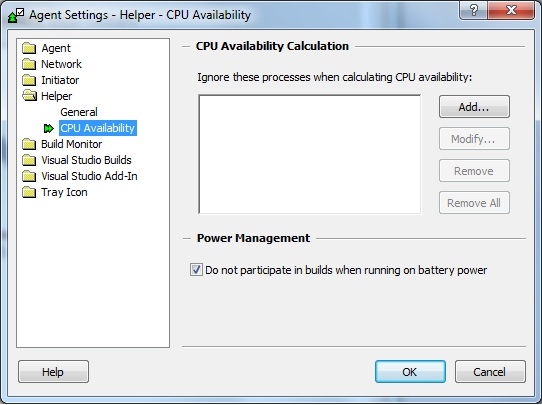 Agent Settings - Helper - CPU Availability
Agent
Network
Initiator
Helper
General
CPU Availability
Build Monitor
Visual Studio Builds
Visual Studio Add-In
Tray Icon
CPU Availability Calculation
Ignore these processes when calculating CPU availability:
Add...
Modify...
Remove
Remove All
Power Management
Do not participate in builds when running on battery power
Help
OK
Cancel